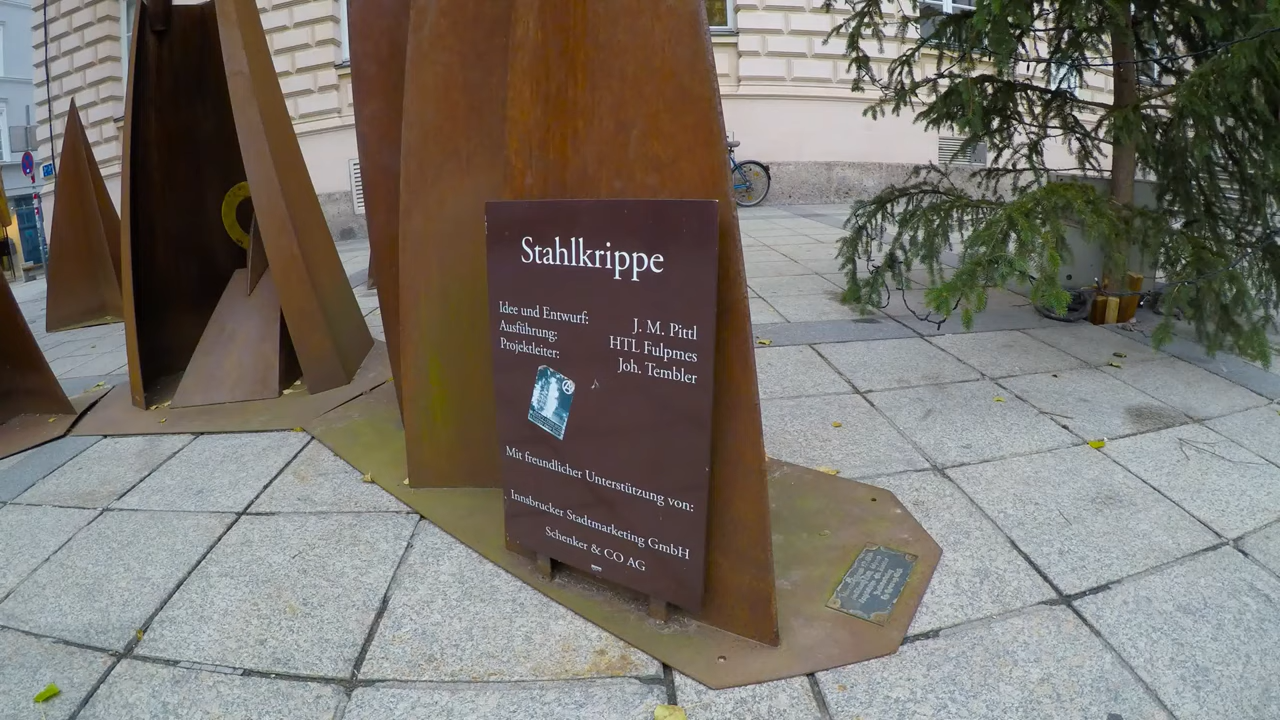 Stahlkrippe
Idee und Entwurf: J. M. Pittl
Ausführung: HTL Fulpmes
Projektleiter: Joh. Tembler
Mit freundlicher Unterstützung von:
Innsbrucker Stadtmarketing GmbH
Schenker & CO AG